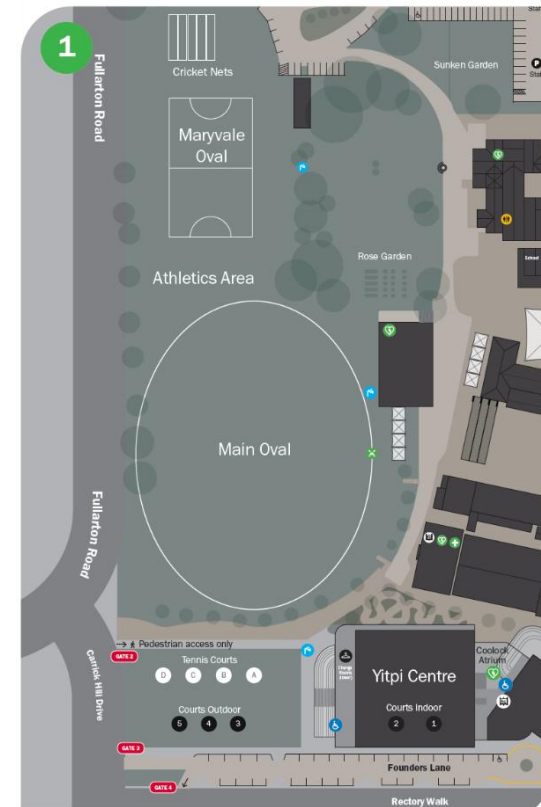 1
Fullarton Road
Cricket Nets
Maryvale
Oval
Sunken Garden
P
Rose Garden
School
Athletics Area
Main Oval
Fullarton Road
Carrick Hill Drive
Pedestrian access only
GATE 2
Tennis Courts
D C B A
Courts Outdoor
5 4 3
Yitpi Centre
Courts Indoor
2 1
Coolock
Atrium
GATE 3
GATE 4
Founders Lane
Rectory Walk